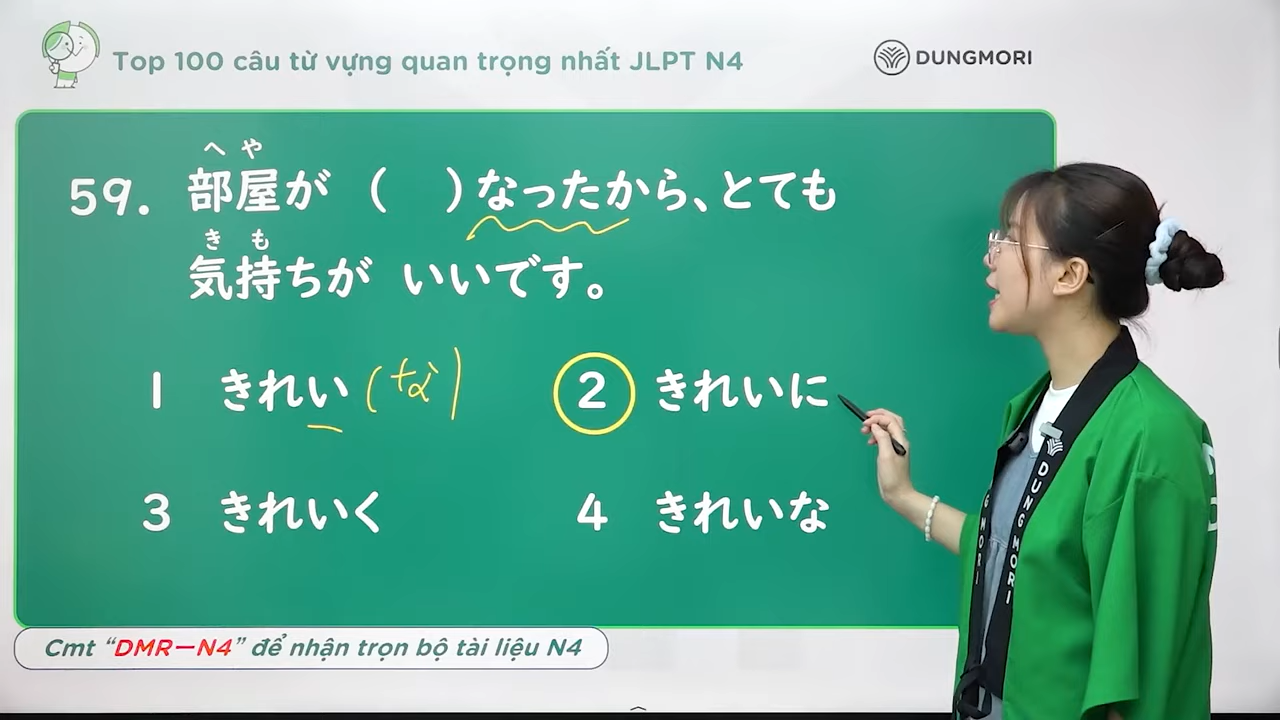 Top 100 câu từ vựng quan trọng nhất JLPT N4
DUNGMORI
へ や
59. 部屋が ( )なったから、とても
き も
気持ちが いいです。
1 きれい (な)
2 きれいに
3 きれいく
4 きれいな
Cmt “DMR—N4” để nhận trọn bộ tài liệu N4
DUNGMORI
G MORI